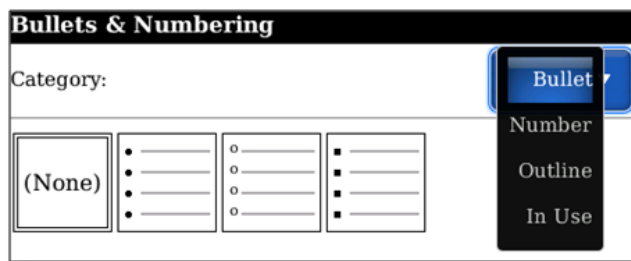 Bullets & Numbering
Category:
Bullet
Number
Outline
In Use
(None)